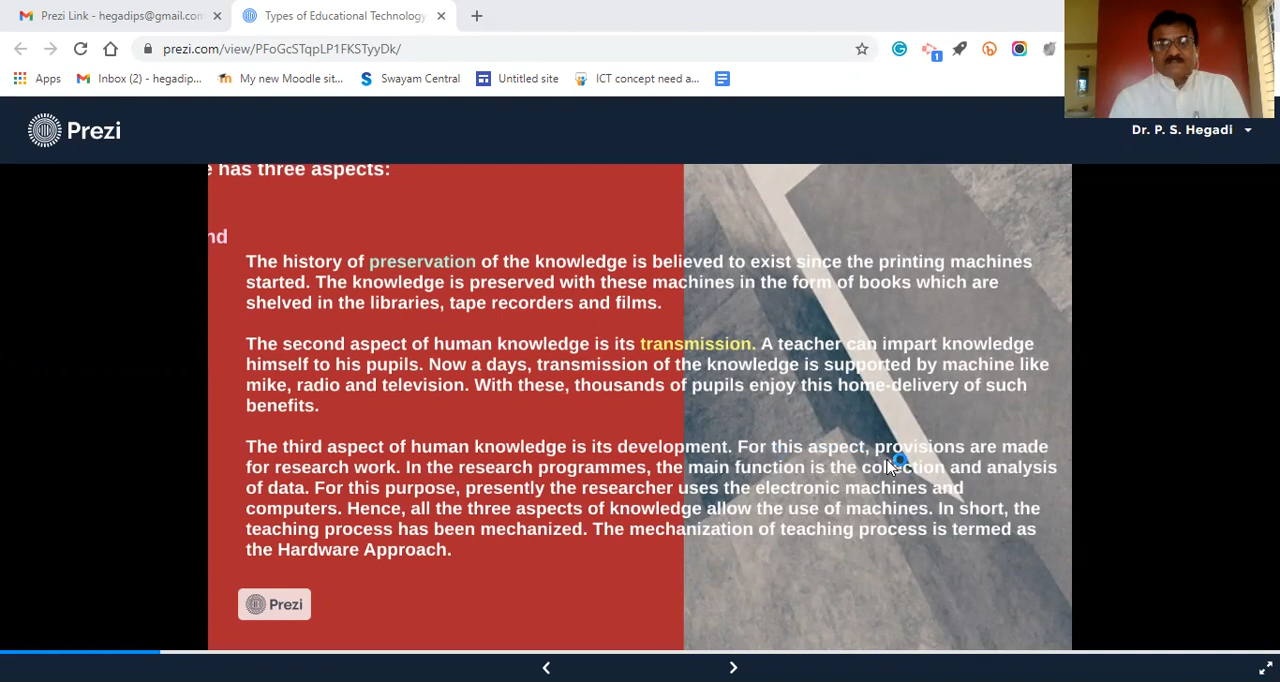 Prezi Link - hegadips@gmail.com
Types of Educational Technology
prezi.com/view/PFoGcSTqpLP1FKSTyyDk/
1
Apps
Inbox (2) - hegadip...
My new Moodle sit...
Swayam Central
Untitled site
ICT concept need a...
Prezi
Dr. P. S. Hegadi
e has three aspects:
nd
The history of preservation of the knowledge is believed to exist since the printing machines
started. The knowledge is preserved with these machines in the form of books which are
shelved in the libraries, tape recorders and films.
The second aspect of human knowledge is its transmission. A teacher can impart knowledge
himself to his pupils. Now a days, transmission of the knowledge is supported by machine like
mike, radio and television. With these, thousands of pupils enjoy this home-delivery of such
benefits.
The third aspect of human knowledge is its development. For this aspect, provisions are made
for research work. In the research programmes, the main function is the collection and analysis
of data. For this purpose, presently the researcher uses the electronic machines and
computers. Hence, all the three aspects of knowledge allow the use of machines. In short, the
teaching process has been mechanized. The mechanization of teaching process is termed as
the Hardware Approach.
Prezi